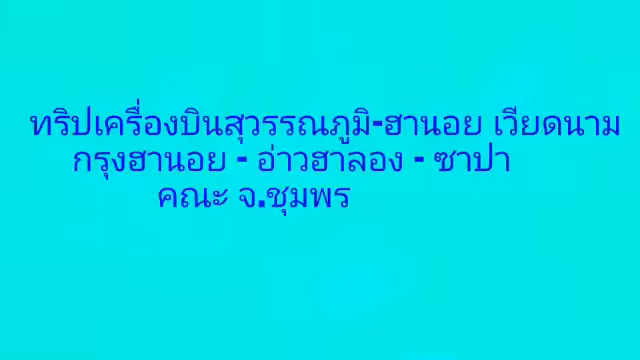 ทริปเครื่องบินสุวรรณภูมิ-ฮานอย เวียดนาม
กรุงฮานอย - อ่าวฮาลอง - ซาปา
คณะ จ.ชุมพร